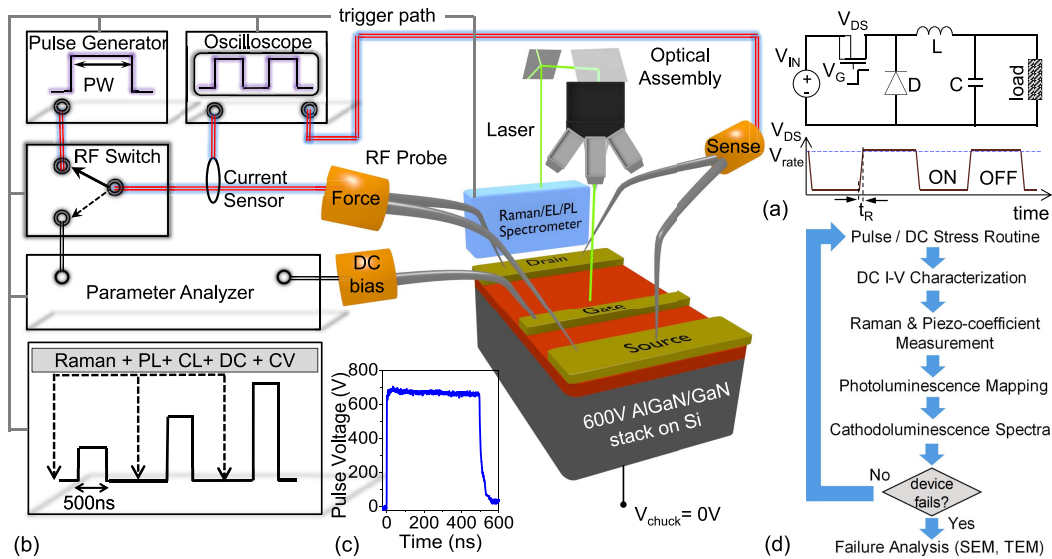 trigger path
Pulse Generator
PW
Oscilloscope
Optical
Assembly
Laser
RF Switch
Current
Sensor
RF Probe
Force
Sense
Raman/EL/PL
Spectrometer
DC
bias
Parameter Analyzer
Drain
Gate
Source
600V AlGaN/GaN
stack on Si
V_chuck = 0V
Raman + PL+ CL+ DC + CV
500ns
(b)
Pulse Voltage (V)
800
600
400
200
0
0 200 400 600
Time (ns)
(c)
V_DS
V_IN
V_G
L
D
C
load
V_DS
V_rate
ON OFF
t_R
time
(a)
Pulse / DC Stress Routine
DC I-V Characterization
Raman & Piezo-coefficient
Measurement
Photoluminescence Mapping
Cathodoluminescence Spectra
No
device
fails?
Yes
Failure Analysis (SEM, TEM)
(d)